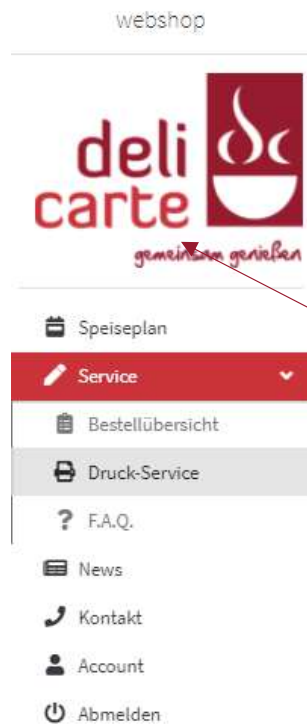 webshop
deli
carte
gemeinsam genießen
Speiseplan
Service
Bestellübersicht
Druck-Service
F.A.Q.
News
Kontakt
Account
Abmelden